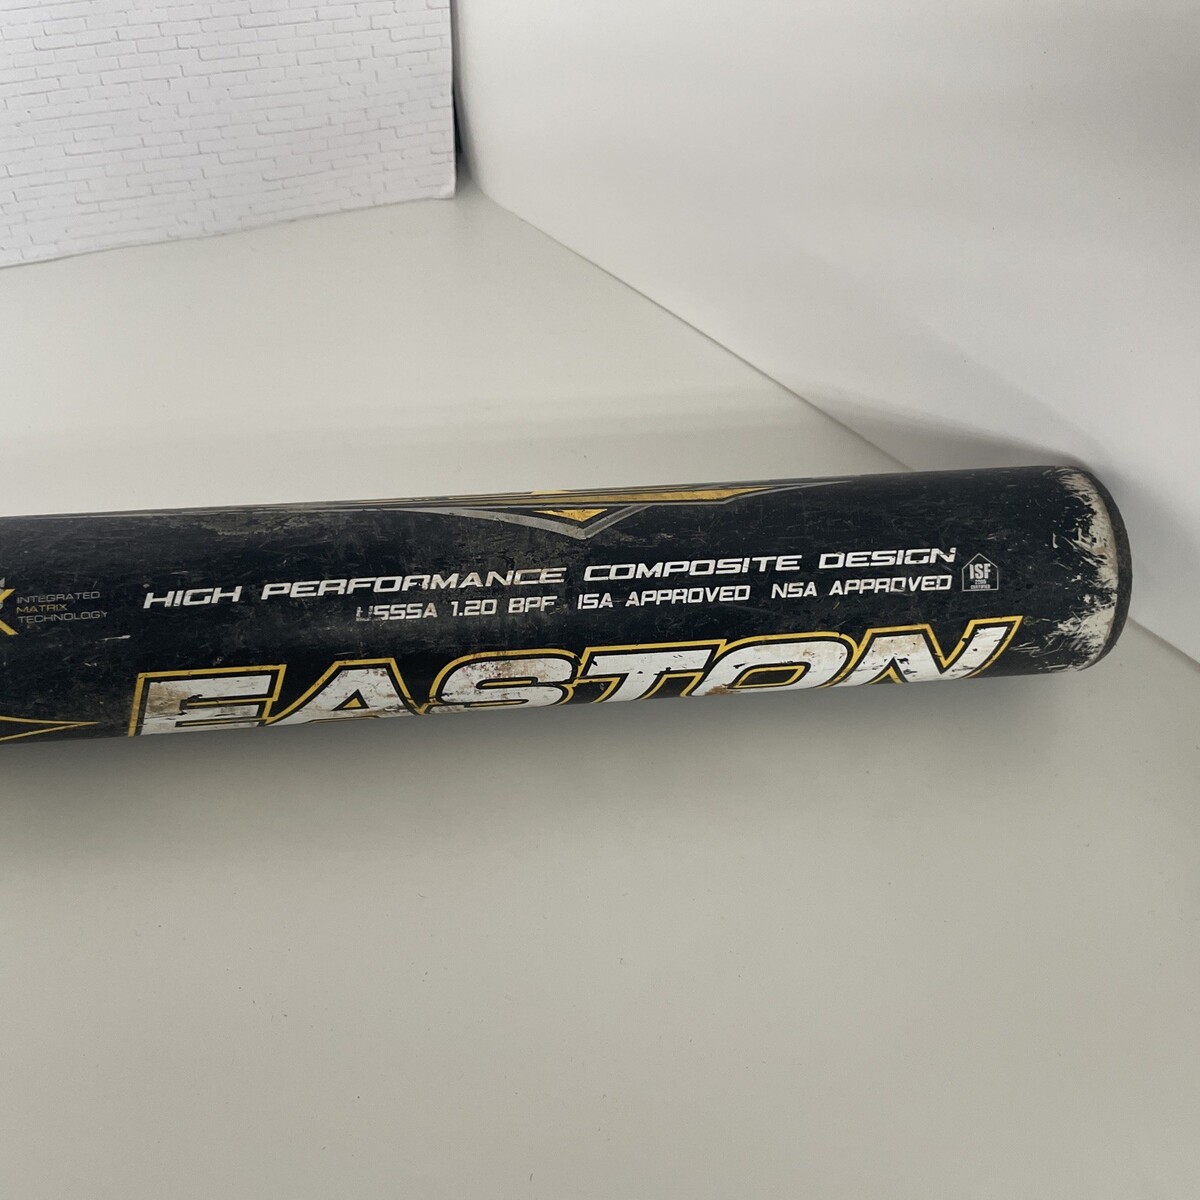 INTEGRATED
MATRIX
TECHNOLOGY
HIGH PERFORMANCE COMPOSITE DESIGN
USSSA 1.20 BPF ISA APPROVED NSA APPROVED
ISF
EASTON